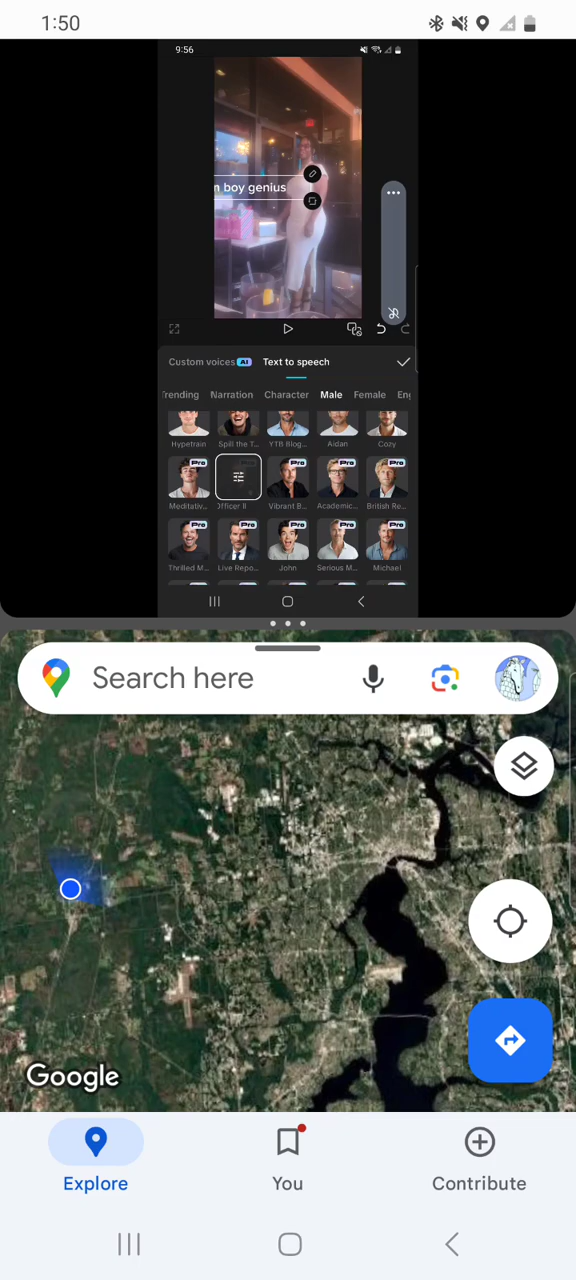 1:50
9:56
n boy genius
Custom voices AI Text to speech
Trending Narration Character Male Female
Hypetrain Spill the T... YTB Blog... Aidan Cozy
Pro Pro Pro Pro
Meditativ... Officer II Vibrant B... Academic... British Re...
Pro Pro Pro Pro
Thrilled M... Live Repo... John Serious M... Michael
Search here
Google
Explore You Contribute